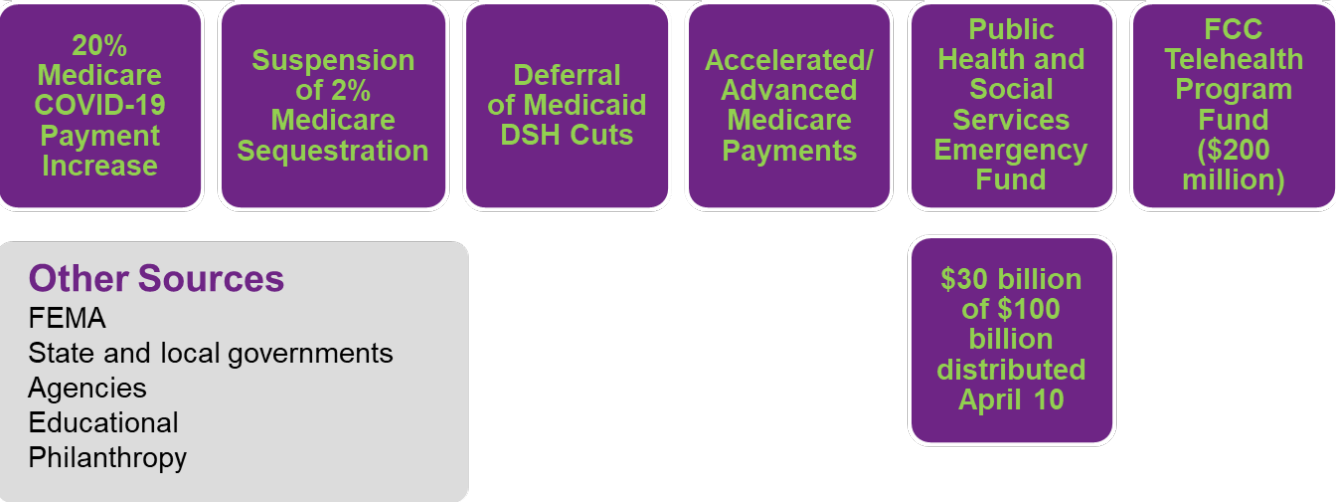 20%
Medicare
COVID-19
Payment
Increase
Suspension
of 2%
Medicare
Sequestration
Deferral
of Medicaid
DSH Cuts
Accelerated/
Advanced
Medicare
Payments
Public
Health and
Social
Services
Emergency
Fund
FCC
Telehealth
Program
Fund
($200
million)
Other Sources
FEMA
State and local governments
Agencies
Educational
Philanthropy
$30 billion
of $100
billion
distributed
April 10